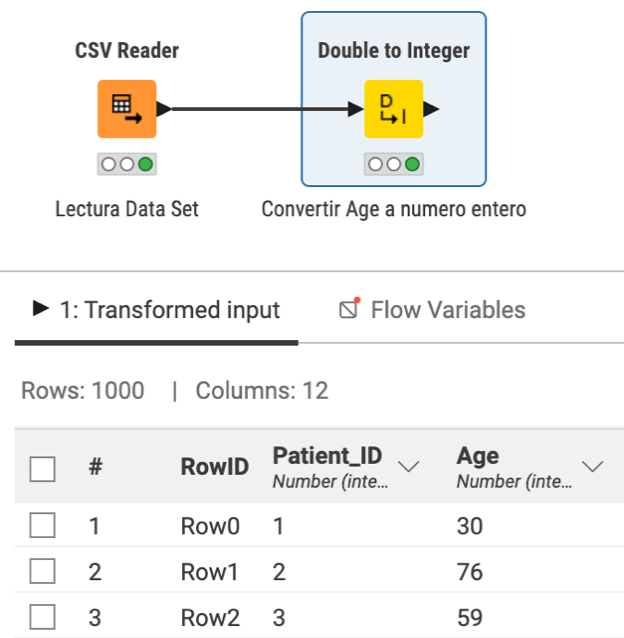 CSV Reader
Double to Integer
D
I
Lectura Data Set
Convertir Age a numero entero
1: Transformed input
Flow Variables
Rows: 1000 | Columns: 12
# RowID Patient_ID Age
Number (inte... Number (inte...
1 Row0 1 30
2 Row1 2 76
3 Row2 3 59